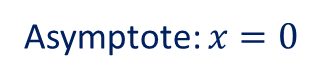 Asymptote: x = 0